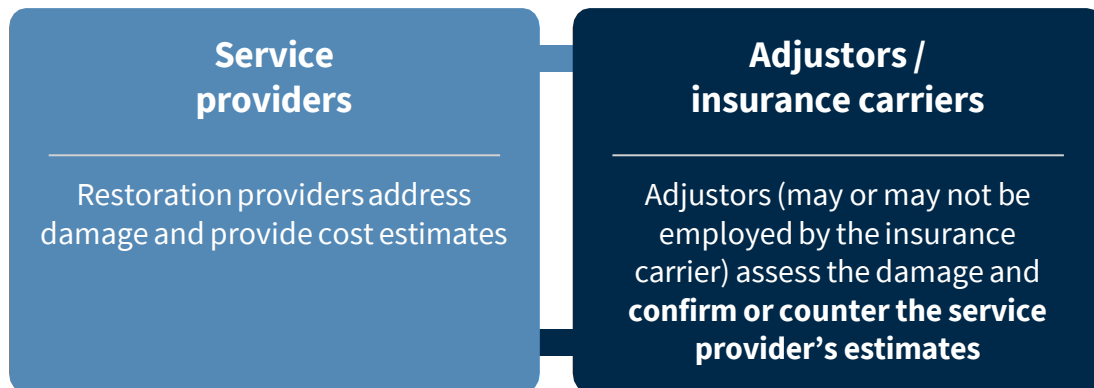 Service
providers
Restoration providers address
damage and provide cost estimates
Adjustors /
insurance carriers
Adjustors (may or may not be
employed by the insurance
carrier) assess the damage and
confirm or counter the service
provider’s estimates